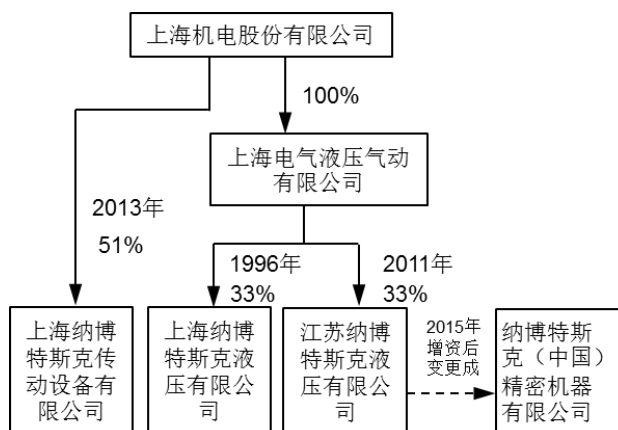 上海机电股份有限公司
100%
上海电气液压气动
有限公司
2013年
51%
1996年
33%
2011年
33%
上海纳博
特斯克传
动设备有
限公司
上海纳博
特斯克液
压有限公
司
江苏纳博
特斯克液
压有限公
司
2015年
增资后
变更成
纳博特斯
克（中国）
精密机器
有限公司